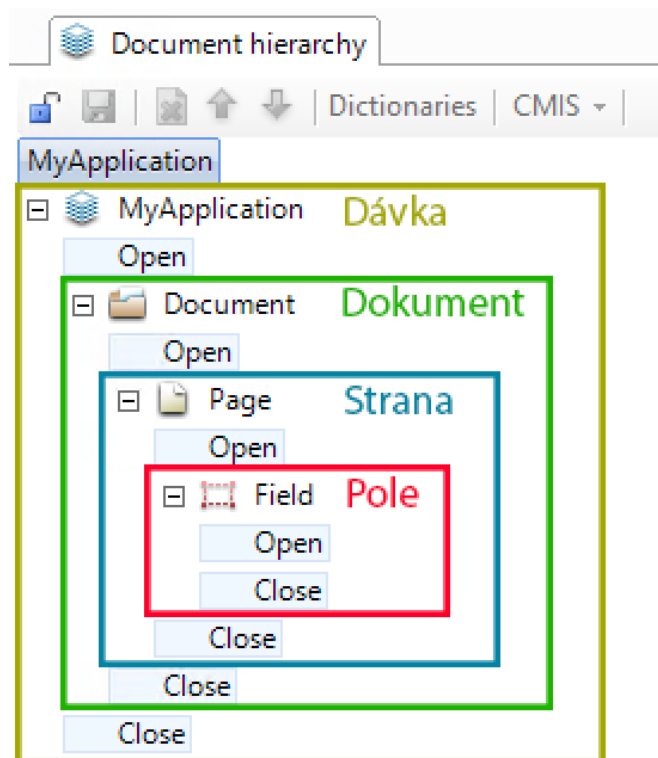 Document hierarchy
Dictionaries CMIS
MyApplication
MyApplication Dávka
Open
Document Dokument
Open
Page Strana
Open
Field Pole
Open
Close
Close
Close
Close